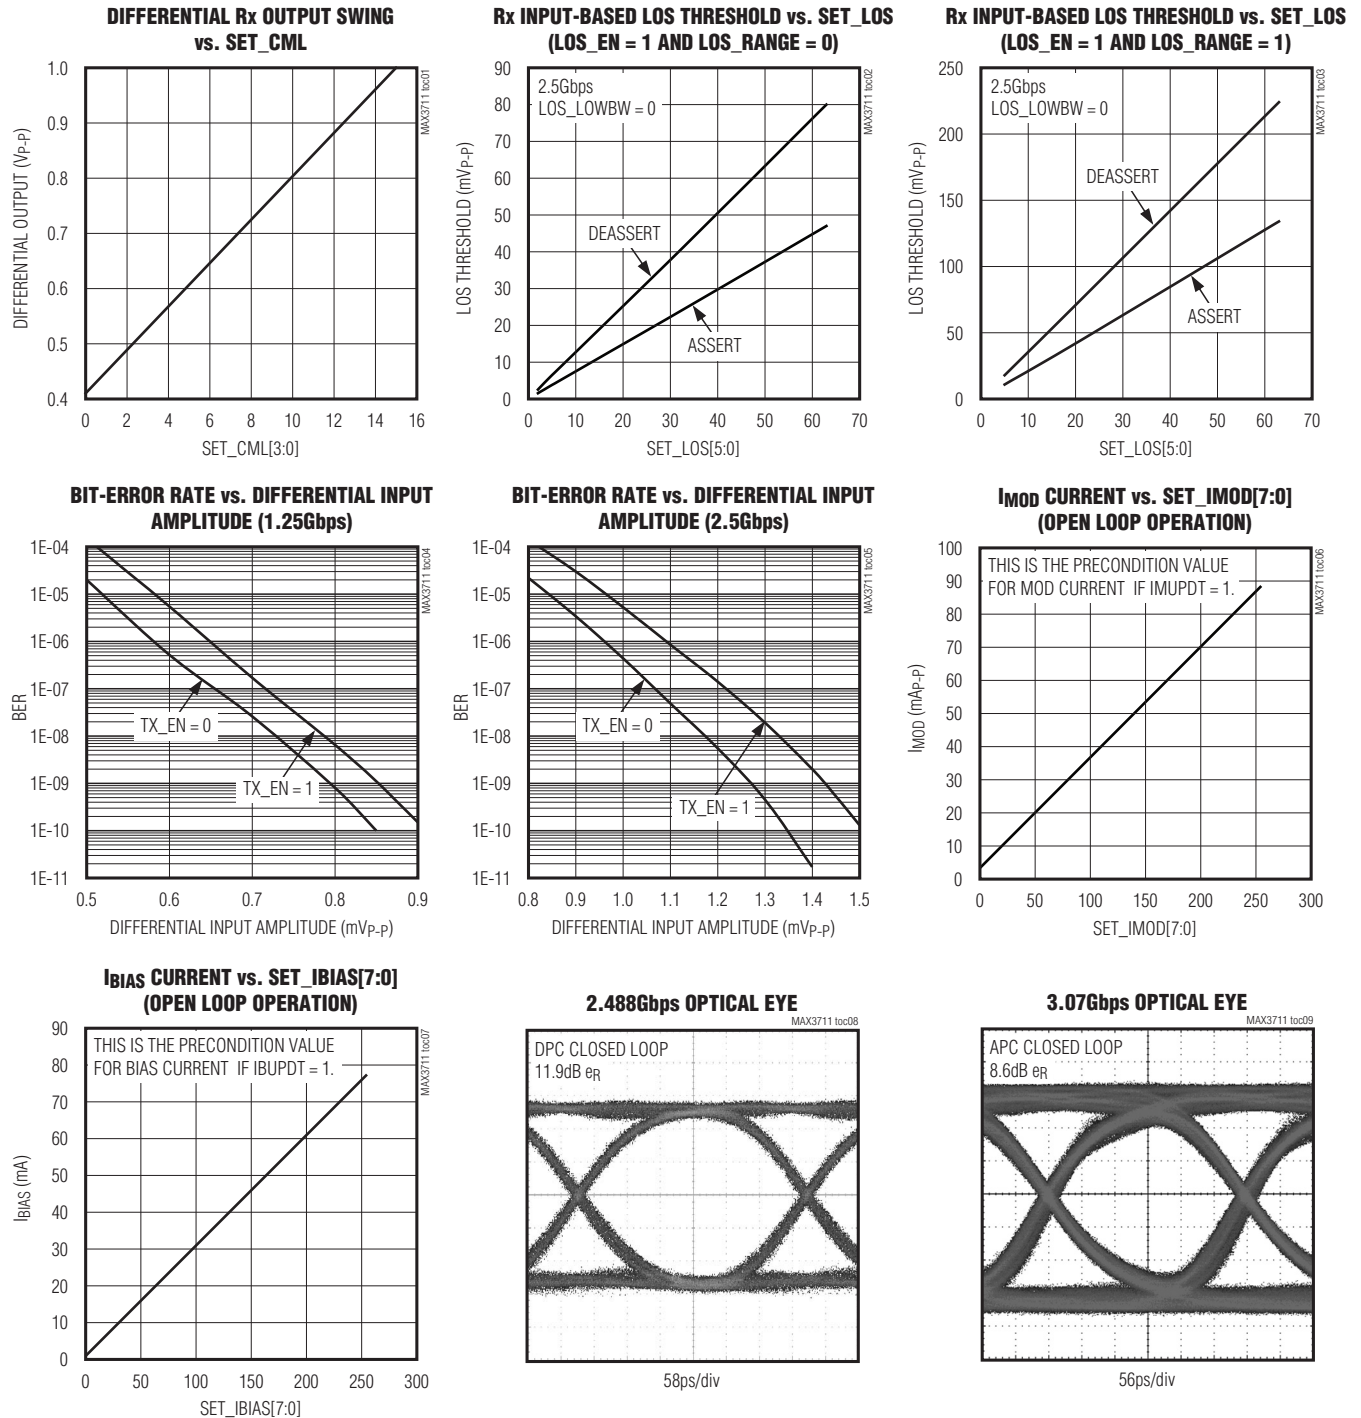 DIFFERENTIAL Rx OUTPUT SWING
vs. SET_CML
1.0
0.9
0.8
0.7
0.6
0.5
0.4
DIFFERENTIAL OUTPUT (VP-P)
MAX3711 toc01
0 2 4 6 8 10 12 14 16
SET_CML[3:0]
Rx INPUT-BASED LOS THRESHOLD vs. SET_LOS
(LOS_EN = 1 AND LOS_RANGE = 0)
90
80
70
60
50
40
30
20
10
0
LOS THRESHOLD (mVP-P)
2.5Gbps
LOS_LOWBW = 0
DEASSERT
ASSERT
MAX3711 toc02
0 10 20 30 40 50 60 70
SET_LOS[5:0]
Rx INPUT-BASED LOS THRESHOLD vs. SET_LOS
(LOS_EN = 1 AND LOS_RANGE = 1)
250
200
150
100
50
0
LOS THRESHOLD (mVP-P)
2.5Gbps
LOS_LOWBW = 0
DEASSERT
ASSERT
MAX3711 toc03
0 10 20 30 40 50 60 70
SET_LOS[5:0]
BIT-ERROR RATE vs. DIFFERENTIAL INPUT
AMPLITUDE (1.25Gbps)
1E-04
1E-05
1E-06
1E-07
1E-08
1E-09
1E-10
1E-11
BER
TX_EN = 0
TX_EN = 1
MAX3711 toc04
0.5 0.6 0.7 0.8 0.9
DIFFERENTIAL INPUT AMPLITUDE (mVP-P)
BIT-ERROR RATE vs. DIFFERENTIAL INPUT
AMPLITUDE (2.5Gbps)
1E-04
1E-05
1E-06
1E-07
1E-08
1E-09
1E-10
1E-11
BER
TX_EN = 0
TX_EN = 1
MAX3711 toc05
0.8 0.9 1.0 1.1 1.2 1.3 1.4 1.5
DIFFERENTIAL INPUT AMPLITUDE (mVP-P)
IMOD CURRENT vs. SET_IMOD[7:0]
(OPEN LOOP OPERATION)
100
90
80
70
60
50
40
30
20
10
0
IMOD (mAP-P)
THIS IS THE PRECONDITION VALUE
FOR MOD CURRENT IF IMUPDT = 1.
MAX3711 toc06
0 50 100 150 200 250 300
SET_IMOD[7:0]
IBIAS CURRENT vs. SET_IBIAS[7:0]
(OPEN LOOP OPERATION)
90
80
70
60
50
40
30
20
10
0
IBIAS (mA)
THIS IS THE PRECONDITION VALUE
FOR BIAS CURRENT IF IBUPDT = 1.
MAX3711 toc07
0 50 100 150 200 250 300
SET_IBIAS[7:0]
2.488Gbps OPTICAL EYE
MAX3711 toc08
DPC CLOSED LOOP
11.9dB eR
58ps/div
3.07Gbps OPTICAL EYE
MAX3711 toc09
APC CLOSED LOOP
8.6dB eR
56ps/div